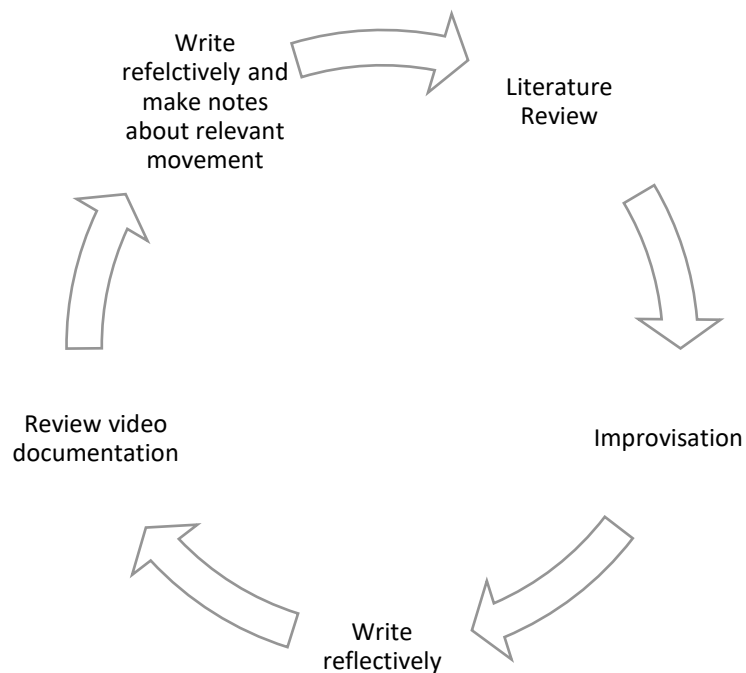 Write
refelctively and
make notes
about relevant
movement
Literature
Review
Improvisation
Write
reflectively
Review video
documentation